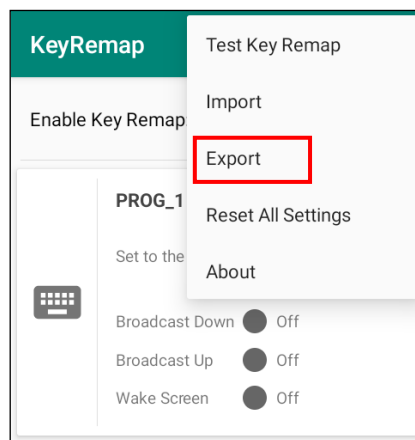 KeyRemap
Test Key Remap
Import
Enable Key Remap
Export
PROG_1
Reset All Settings
Set to the
About
Broadcast Down Off
Broadcast Up Off
Wake Screen Off